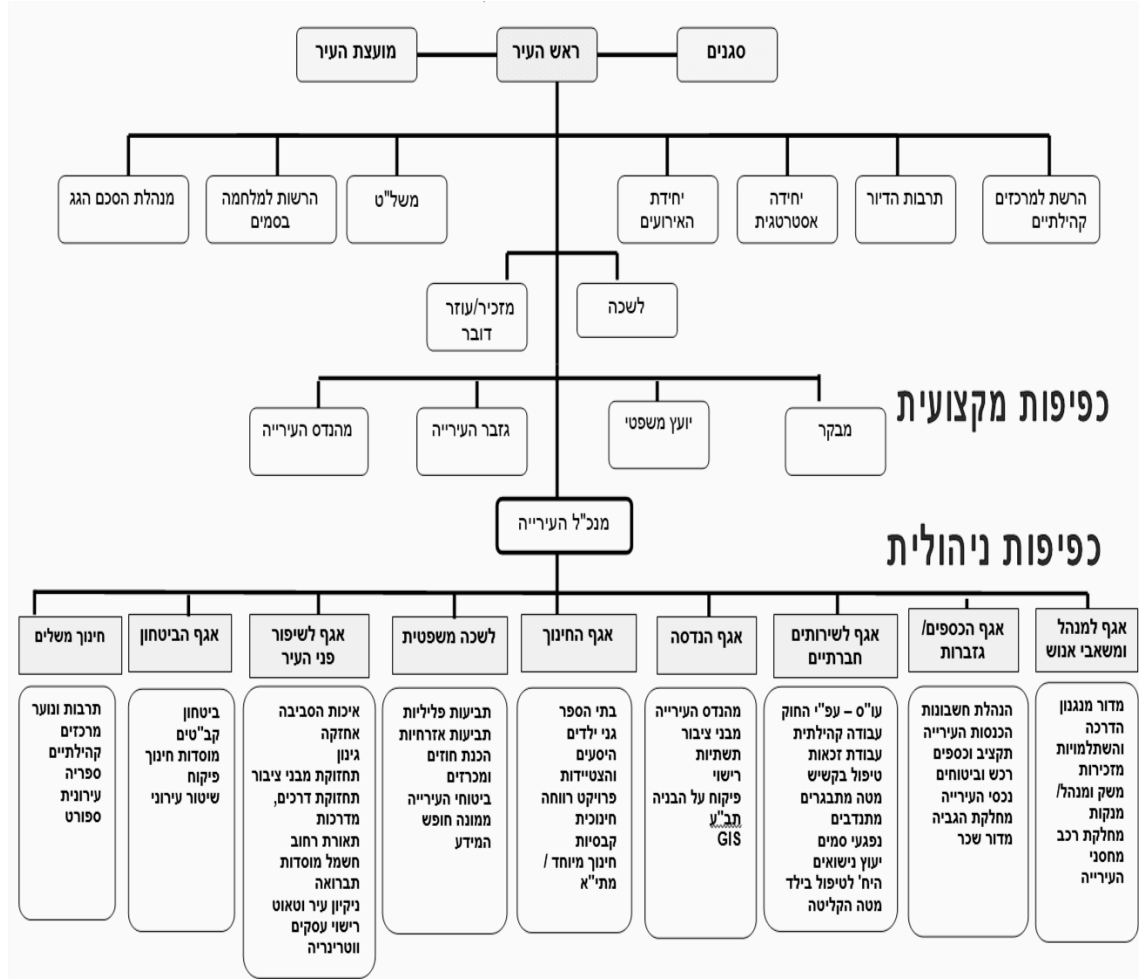 סגנים
ראש העיר
מועצת העיר
הרשת למרכזים
קהילתיים
תרבות הדיור
יחידה
אסטרטגית
יחידת
האירועים
משל"ט
הרשות למלחמה
בסמים
מנהלת הסכם הגג
לשכה
מזכיר/עוזר
דובר
כפיפות מקצועית
מבקר
יועץ משפטי
גזבר העירייה
מהנדס העירייה
מנכ"ל העירייה
כפיפות ניהולית
אגף למנהל
ומשאבי אנוש
אגף הכספים/
גזברות
אגף לשירותים
חברתיים
אגף הנדסה
אגף החינוך
לשכה משפטית
אגף לשיפור
פני העיר
אגף הביטחון
חינוך משלים
מדור מנגנון
הדרכה
והשתלמויות
מזכירות
משק ומנהל/
מנקות
מחלקת רכב
מחסני
העירייה
הנהלת חשבונות
הכנסות העירייה
תקציב וכספים
רכש וביטוחים
נכסי העירייה
מחלקת הגביה
מדור שכר
עו"ס – עפ"י החוק
עבודה קהילתית
עבודת זכאות
טיפול בקשיש
מטה מתבגרים
מתנדבים
נפגעי סמים
יעוץ נישואים
היח' לטיפול בילד
מטה הקליטה
מהנדס העירייה
מבני ציבור
תשתיות
רישוי
פיקוח על הבניה
תב"ע
GIS
בתי הספר
גני ילדים
היסעים
והצטיידות
פרויקט רווחה
חינוכית
קבסיות
חינוך מיוחד /
מתי"א
תביעות פליליות
תביעות אזרחיות
הכנת חוזים
ומכרזים
ביטוחי העירייה
ממונה חופש
המידע
איכות הסביבה
אחזקה
גינון
תחזוקת מבני ציבור
תחזוקת דרכים,
מדרכות
תאורת רחוב
חשמל מוסדות
תברואה
ניקיון עיר וטאוט
רישוי עסקים
ווטרינריה
ביטחון
קב"טים
מוסדות חינוך
פיקוח
שיטור עירוני
תרבות ונוער
מרכזים
קהילתיים
ספריה
עירונית
ספורט